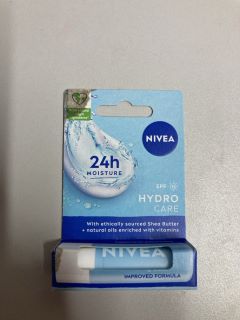 NIVEA
24h
MOISTURE
SPF 15
HYDRO
CARE
With ethically sourced Shea Butter
+ natural oils enriched with vitamins
NIVEA
IMPROVED FORMULA